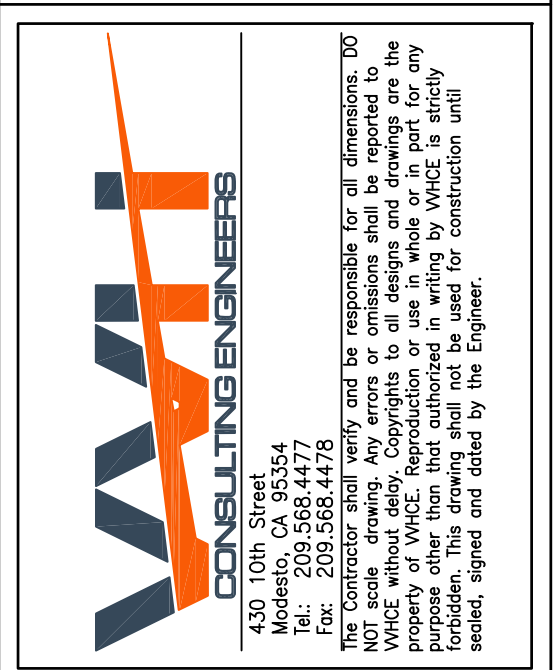 WH
CONSULTING ENGINEERS
430 10th Street
Modesto, CA 95354
Tel.: 209.568.4477
Fax: 209.568.4478
The Contractor shall verify and be responsible for all dimensions. DO
NOT scale drawing. Any errors or omissions shall be reported to
WHCE without delay. Copyrights to all designs and drawings are the
property of WHCE. Reproduction or use in whole or in part for any
purpose other than that authorized in writing by WHCE is strictly
forbidden. This drawing shall not be used for construction until
sealed, signed and dated by the Engineer.